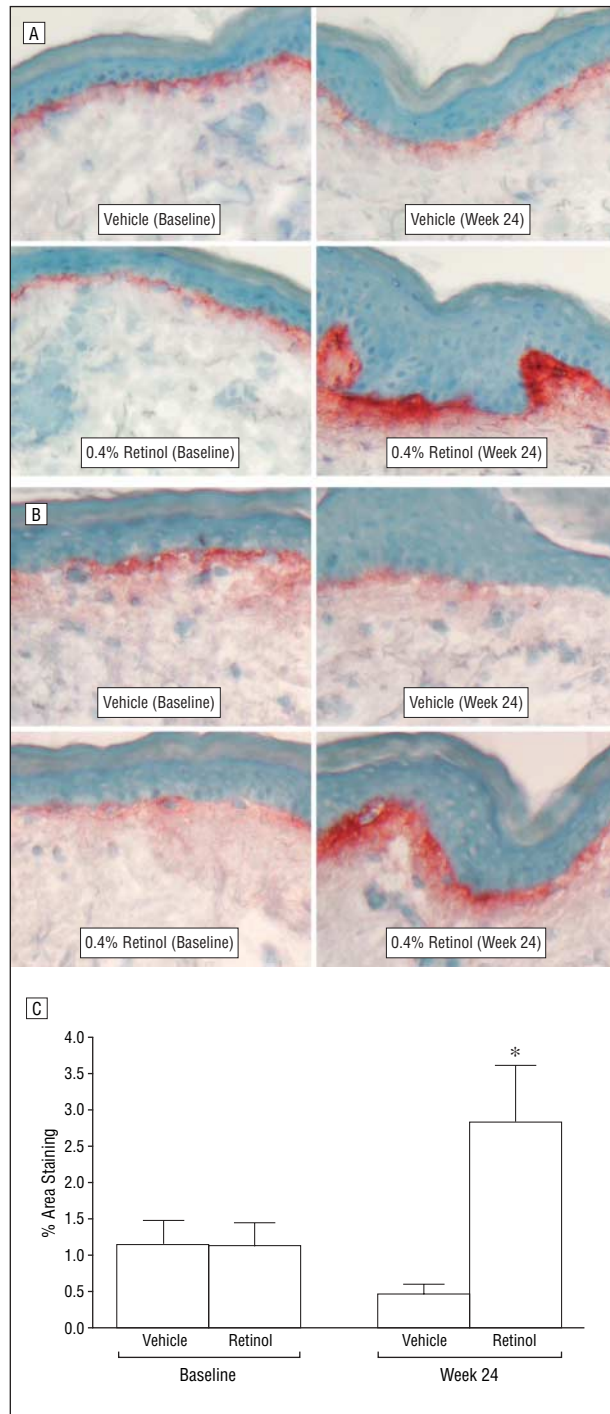 A
Vehicle (Baseline)
Vehicle (Week 24)
0.4% Retinol (Baseline)
0.4% Retinol (Week 24)
B
Vehicle (Baseline)
Vehicle (Week 24)
0.4% Retinol (Baseline)
0.4% Retinol (Week 24)
C
4.0
3.5
3.0
2.5
2.0
1.5
1.0
0.5
0.0
% Area Staining
*
Vehicle Retinol Vehicle Retinol
Baseline Week 24